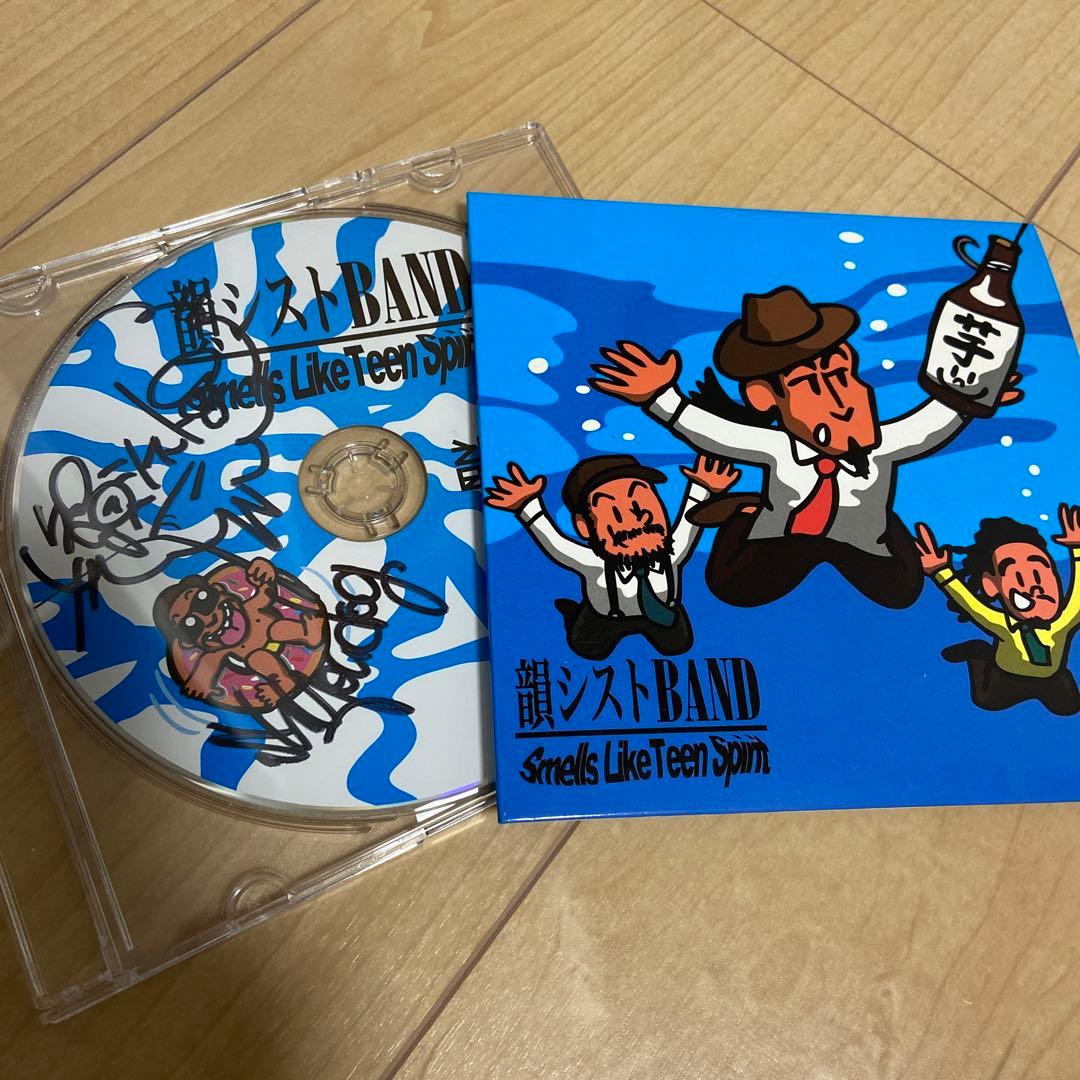 韻シストBAND
Smells Like Teen Spirit
芋
韻シストBAND
Smells Like Teen Spirit